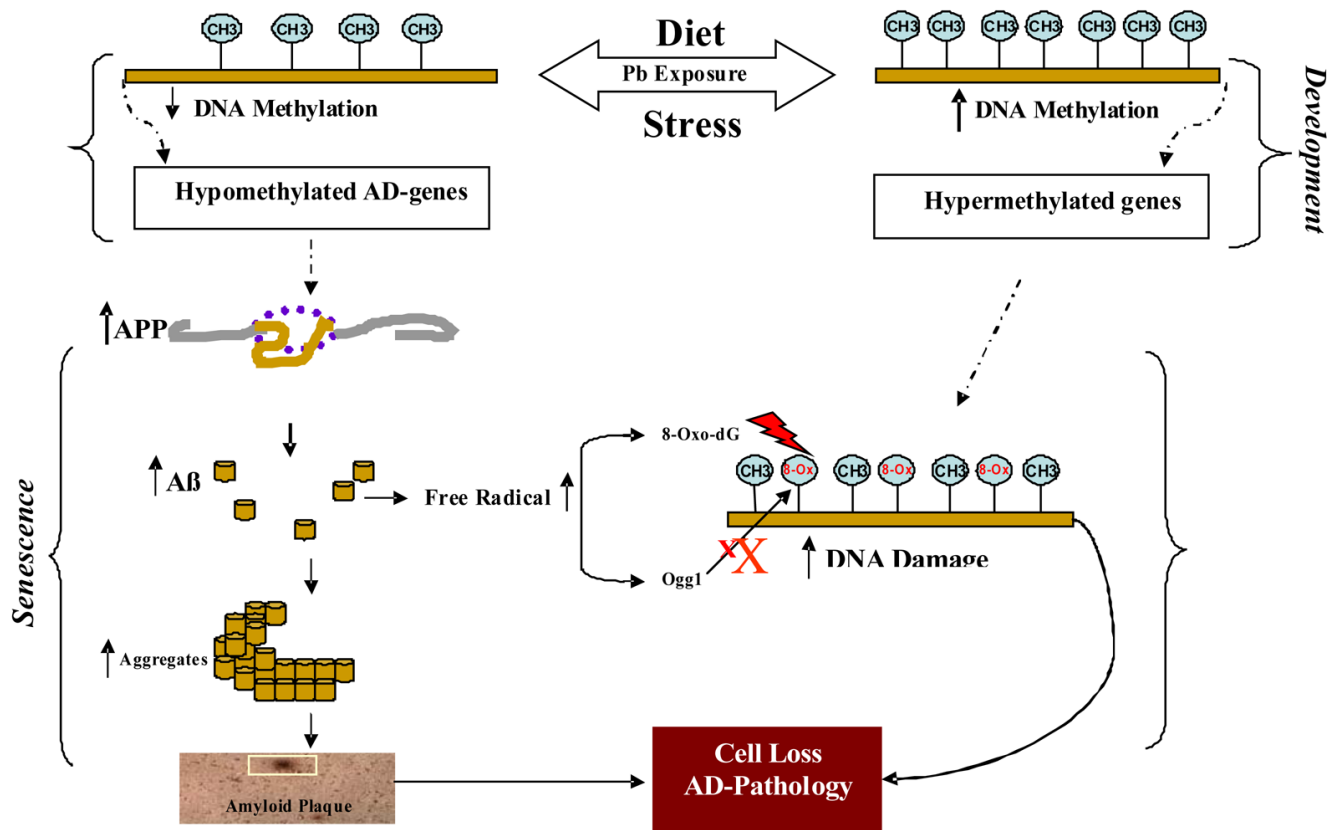 CH3 CH3 CH3 CH3
Diet
Pb Exposure
Stress
CH3 CH3 CH3 CH3 CH3 CH3 CH3
DNA Methylation
DNA Methylation
Hypomethylated AD-genes
Hypermethylated genes
Development
APP
Senescence
Aß
Free Radical
8-Oxo-dG
CH3 8-Ox CH3 8-Ox CH3 8-Ox CH3
Ogg1
X X
DNA Damage
Aggregates
Amyloid Plaque
Cell Loss
AD-Pathology